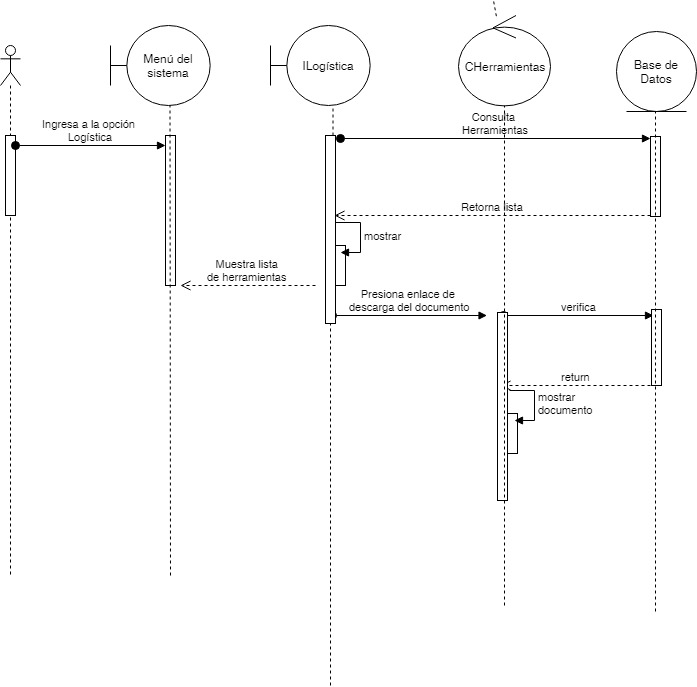 Menú del
sistema
ILogística
CHerramientas
Base de
Datos
Ingresa a la opción
Logística
Consulta
Herramientas
Retorna lista
mostrar
Muestra lista
de herramientas
Presiona enlace de
descarga del documento
verifica
return
mostrar
documento